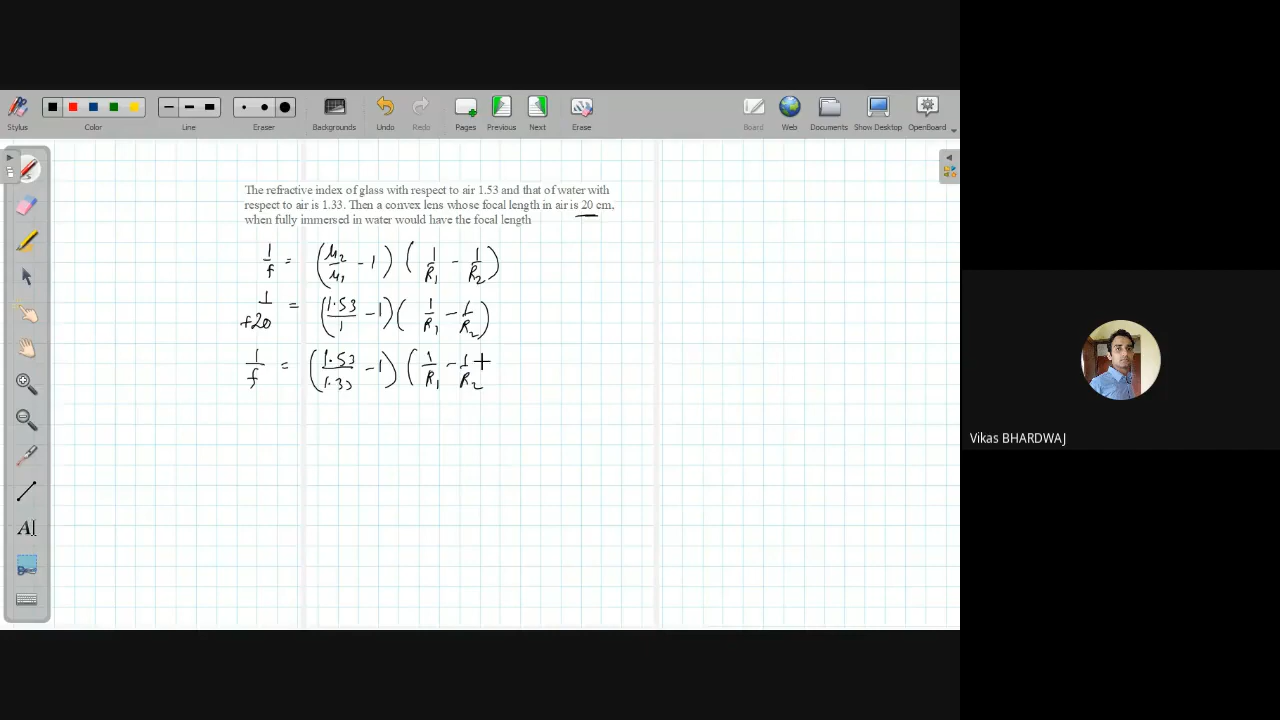 Stylus Color Line Eraser Backgrounds Undo Redo Pages Previous Next Erase Board Web Documents Show Desktop OpenBoard
The refractive index of glass with respect to air 1.53 and that of water with
respect to air is 1.33. Then a convex lens whose focal length in air is 20 cm,
when fully immersed in water would have the focal length
1/f = (μ2/μ1 - 1) (1/R1 - 1/R2)
1/+20 = (1.53/1 - 1)(1/R1 - 1/R2)
1/f = (1.53/1.33 - 1) (1/R1 - 1/R2
A
Vikas BHARDWAJ